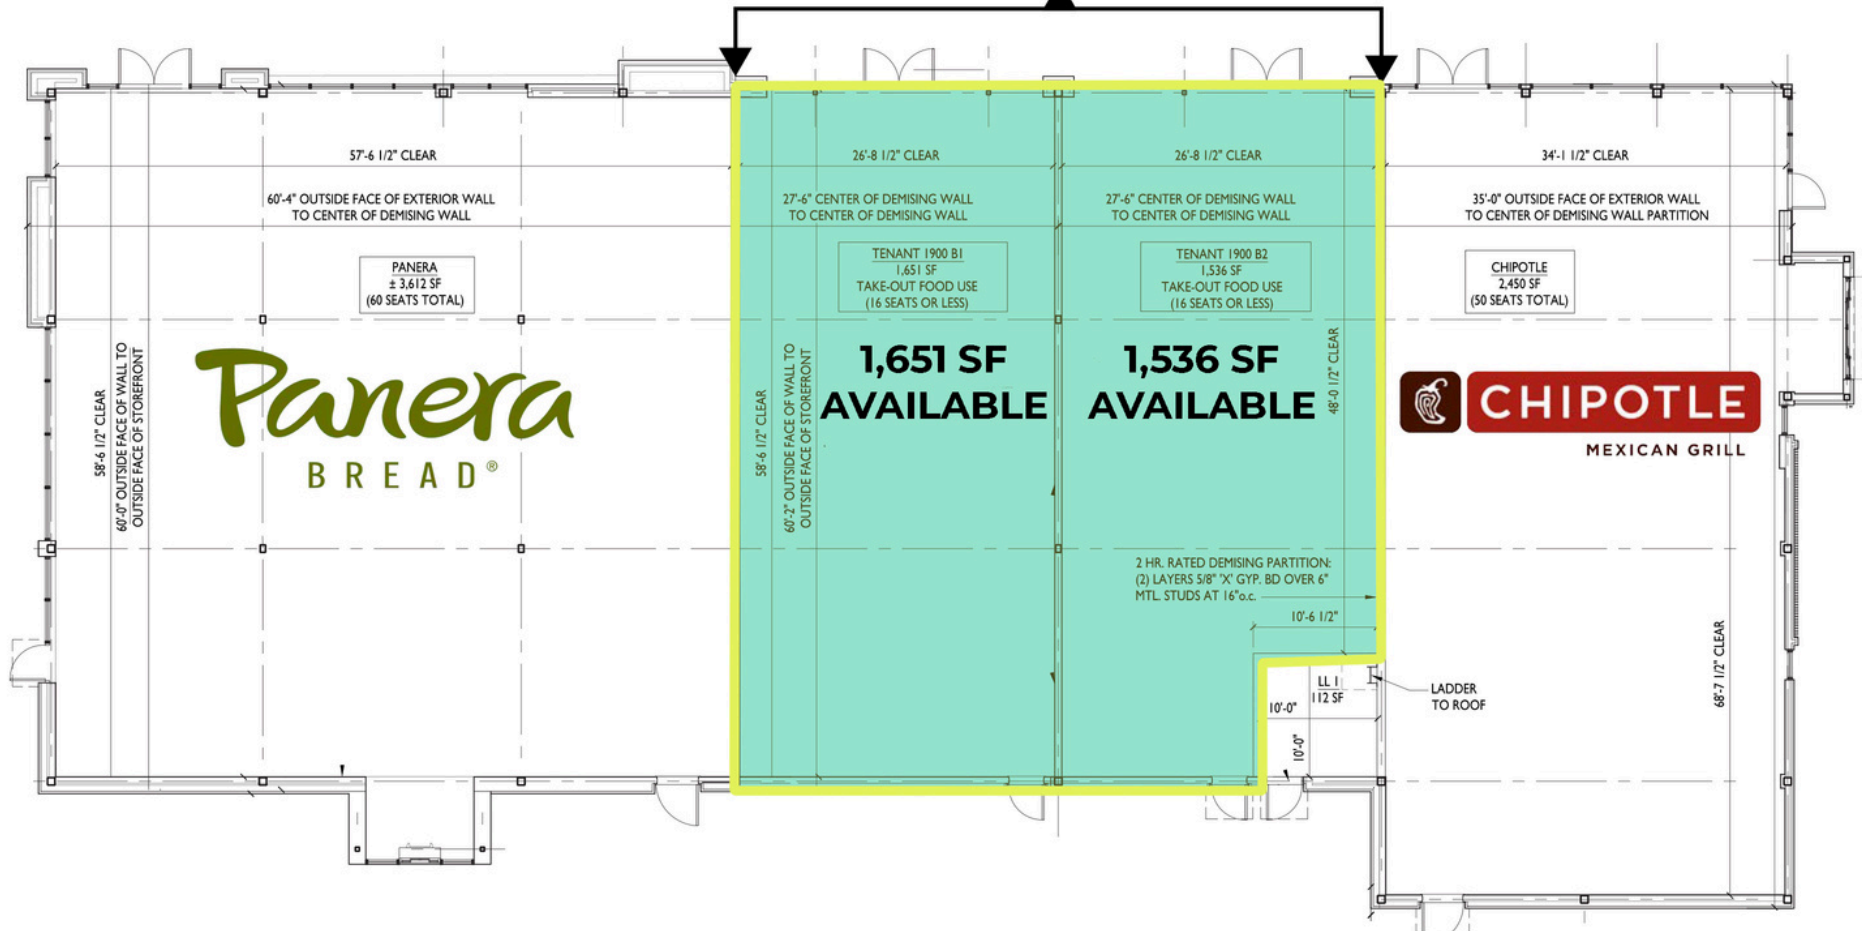 57'-6 1/2" CLEAR
60'-4" OUTSIDE FACE OF EXTERIOR WALL
TO CENTER OF DEMISING WALL
PANERA
± 3,612 SF
(60 SEATS TOTAL)
58'-6 1/2" CLEAR
60'-0" OUTSIDE FACE OF WALL TO
OUTSIDE FACE OF STOREFRONT
Panera
BREAD®
26'-8 1/2" CLEAR
27'-6" CENTER OF DEMISING WALL
TO CENTER OF DEMISING WALL
TENANT 1900 B1
1,651 SF
TAKE-OUT FOOD USE
(16 SEATS OR LESS)
1,651 SF
AVAILABLE
58'-6 1/2" CLEAR
60'-2" OUTSIDE FACE OF WALL TO
OUTSIDE FACE OF STOREFRONT
26'-8 1/2" CLEAR
27'-6" CENTER OF DEMISING WALL
TO CENTER OF DEMISING WALL
TENANT 1900 B2
1,536 SF
TAKE-OUT FOOD USE
(16 SEATS OR LESS)
1,536 SF
AVAILABLE
48'-0 1/2" CLEAR
2 HR. RATED DEMISING PARTITION:
(2) LAYERS 5/8" 'X' GYP. BD OVER 6"
MTL. STUDS AT 16"o.c.
10'-6 1/2"
LL 1
112 SF
10'-0"
10'-0"
LADDER
TO ROOF
34'-1 1/2" CLEAR
35'-0" OUTSIDE FACE OF EXTERIOR WALL
TO CENTER OF DEMISING WALL PARTITION
CHIPOTLE
2,450 SF
(50 SEATS TOTAL)
CHIPOTLE
MEXICAN GRILL
68'-7 1/2" CLEAR